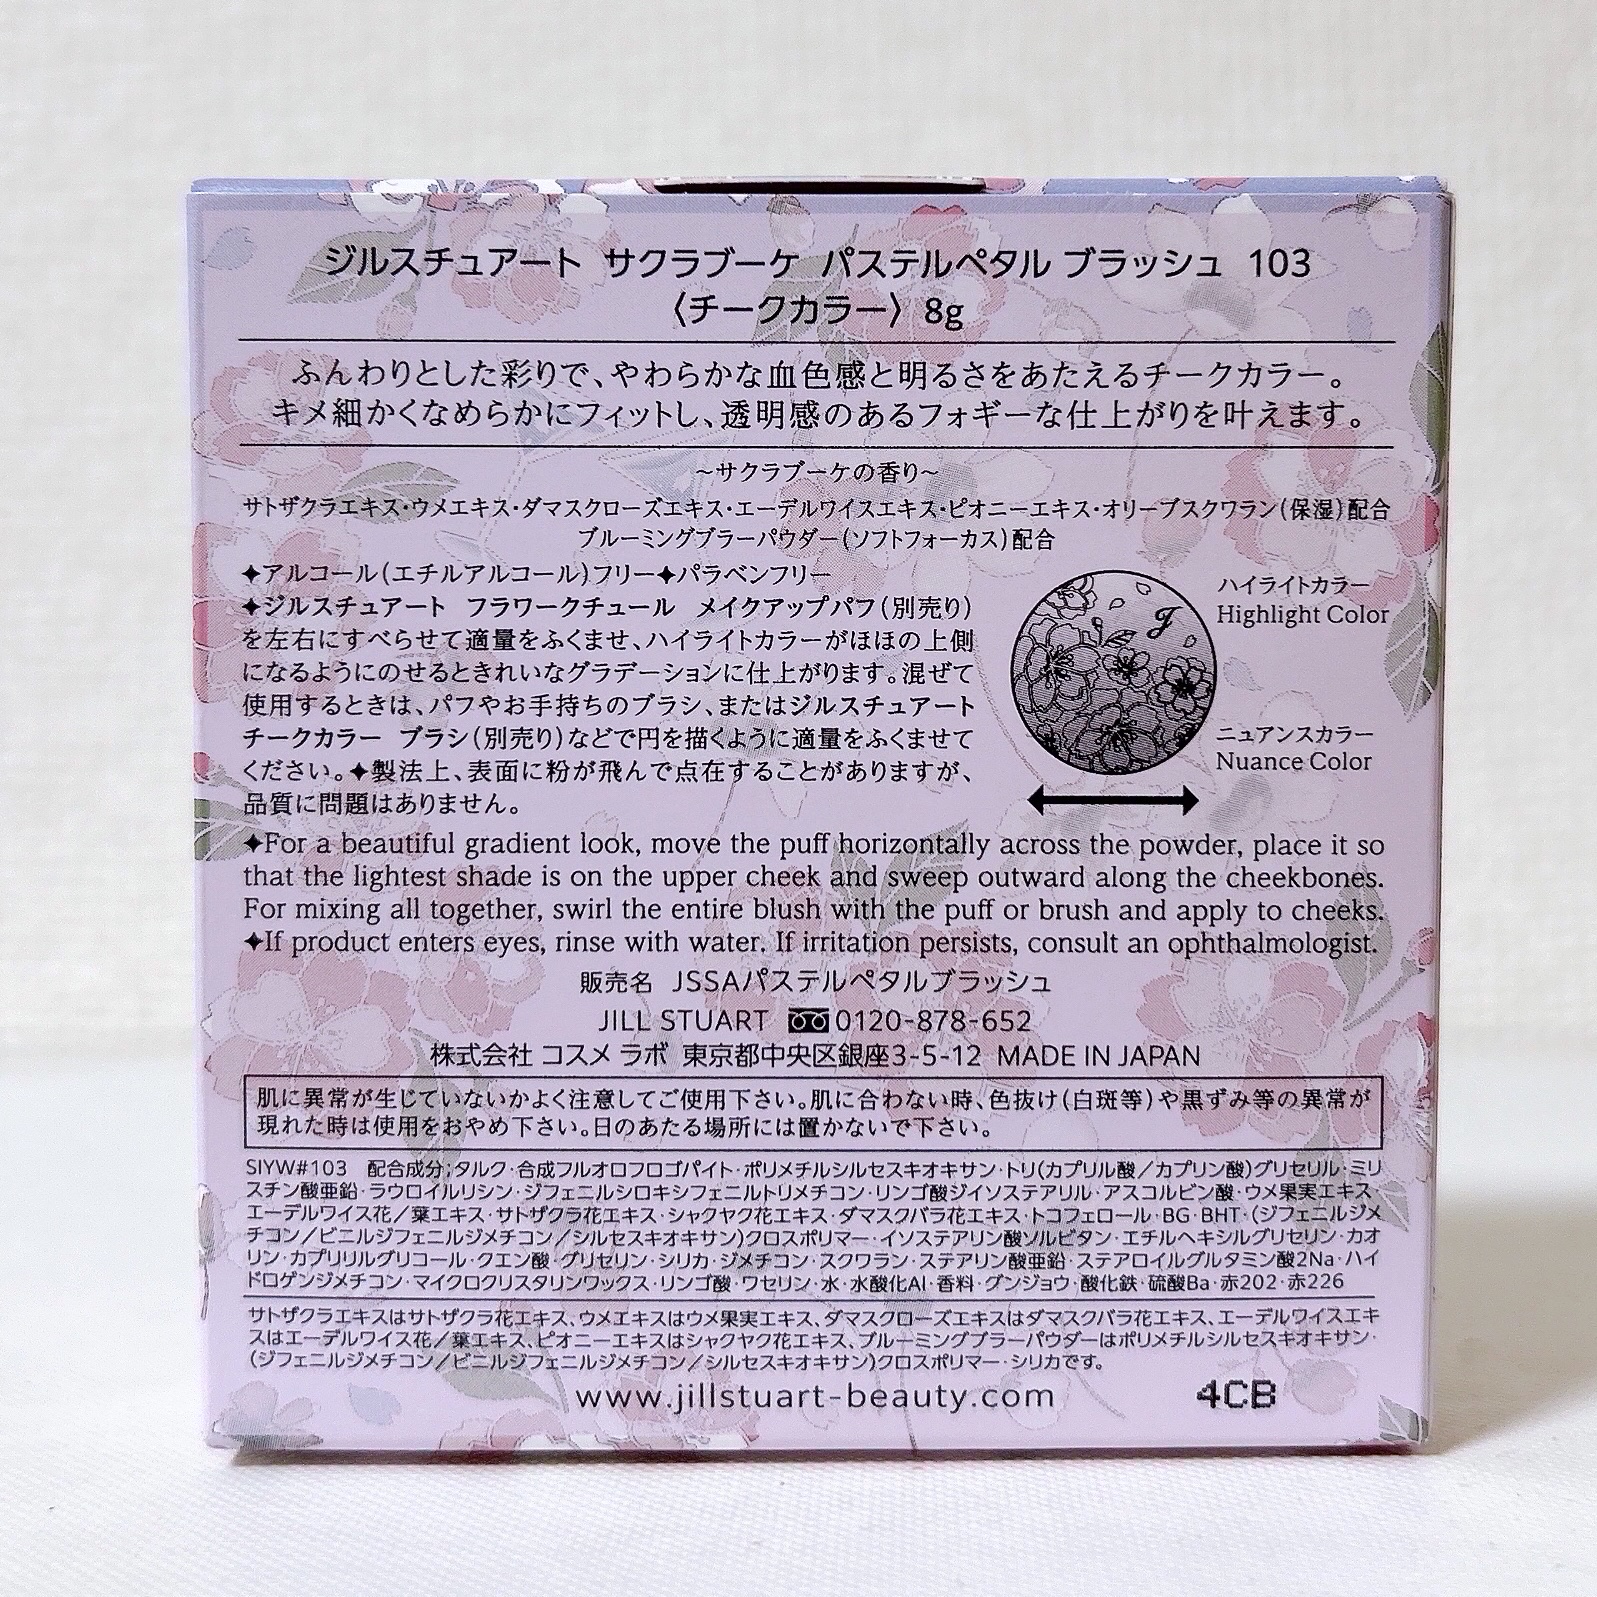 ジルスチュアート サクラブーケ パステルペタル ブラッシュ 103
〈チークカラー〉 8g
ふんわりとした彩りで、やわらかな血色感と明るさをあたえるチークカラー。
キメ細かくなめらかにフィットし、透明感のあるフォギーな仕上がりを叶えます。
~サクラブーケの香り~
サトザクラエキス・ウメエキス・ダマスクローズエキス・エーデルワイスエキス・ピオニーエキス・オリーブスクワラン(保湿)配合
ブルーミングブラーパウダー(ソフトフォーカス)配合
✦アルコール(エチルアルコール)フリー✦パラベンフリー
✦ジルスチュアート フラワークチュール メイクアップパフ(別売り)
を左右にすべらせて適量をふくませ、ハイライトカラーがほほの上側
になるようにのせるときれいなグラデーションに仕上がります。混ぜて
使用するときは、パフやお手持ちのブラシ、またはジルスチュアート
チークカラー ブラシ(別売り)などで円を描くように適量をふくませて
ください。✦製法上、表面に粉が飛んで点在することがありますが、
品質に問題はありません。
J
ハイライトカラー
Highlight Color
ニュアンスカラー
Nuance Color
✦For a beautiful gradient look, move the puff horizontally across the powder, place it so
that the lightest shade is on the upper cheek and sweep outward along the cheekbones.
For mixing all together, swirl the entire blush with the puff or brush and apply to cheeks.
✦If product enters eyes, rinse with water. If irritation persists, consult an ophthalmologist.
販売名 JSSAパステルペタルブラッシュ
JILL STUART 0120-878-652
株式会社 コスメ ラボ 東京都中央区銀座3-5-12 MADE IN JAPAN
肌に異常が生じていないかよく注意してご使用下さい。肌に合わない時、色抜け(白斑等)や黒ずみ等の異常が
現れた時は使用をおやめ下さい。日のあたる場所には置かないで下さい。
SIYW#103 配合成分;タルク・合成フルオロフロゴパイト・ポリメチルシルセスキオキサン・トリ(カプリル酸/カプリン酸)グリセリル・ミリ
スチン酸亜鉛・ラウロイルリシン・ジフェニルシロキシフェニルトリメチコン・リンゴ酸ジイソステアリル・アスコルビン酸・ウメ果実エキス・
エーデルワイス花/葉エキス・サトザクラ花エキス・シャクヤク花エキス・ダマスクバラ花エキス・トコフェロール・BG・BHT・(ジフェニルジメ
チコン/ビニルジフェニルジメチコン/シルセスキオキサン)クロスポリマー・イソステアリン酸ソルビタン・エチルヘキシルグリセリン・カオ
リン・カプリリルグリコール・クエン酸・グリセリン・シリカ・ジメチコン・スクワラン・ステアリン酸亜鉛・ステアロイルグルタミン酸2Na・ハイ
ドロゲンジメチコン・マイクロクリスタリンワックス・リンゴ酸・ワセリン・水・水酸化Al・香料・グンジョウ・酸化鉄・硫酸Ba・赤202・赤226
サトザクラエキスはサトザクラ花エキス、ウメエキスはウメ果実エキス、ダマスクローズエキスはダマスクバラ花エキス、エーデルワイスエキ
スはエーデルワイス花/葉エキス、ピオニーエキスはシャクヤク花エキス、ブルーミングブラーパウダーはポリメチルシルセスキオキサン・
(ジフェニルジメチコン/ビニルジフェニルジメチコン/シルセスキオキサン)クロスポリマー・シリカです。
www.jillstuart-beauty.com
4CB